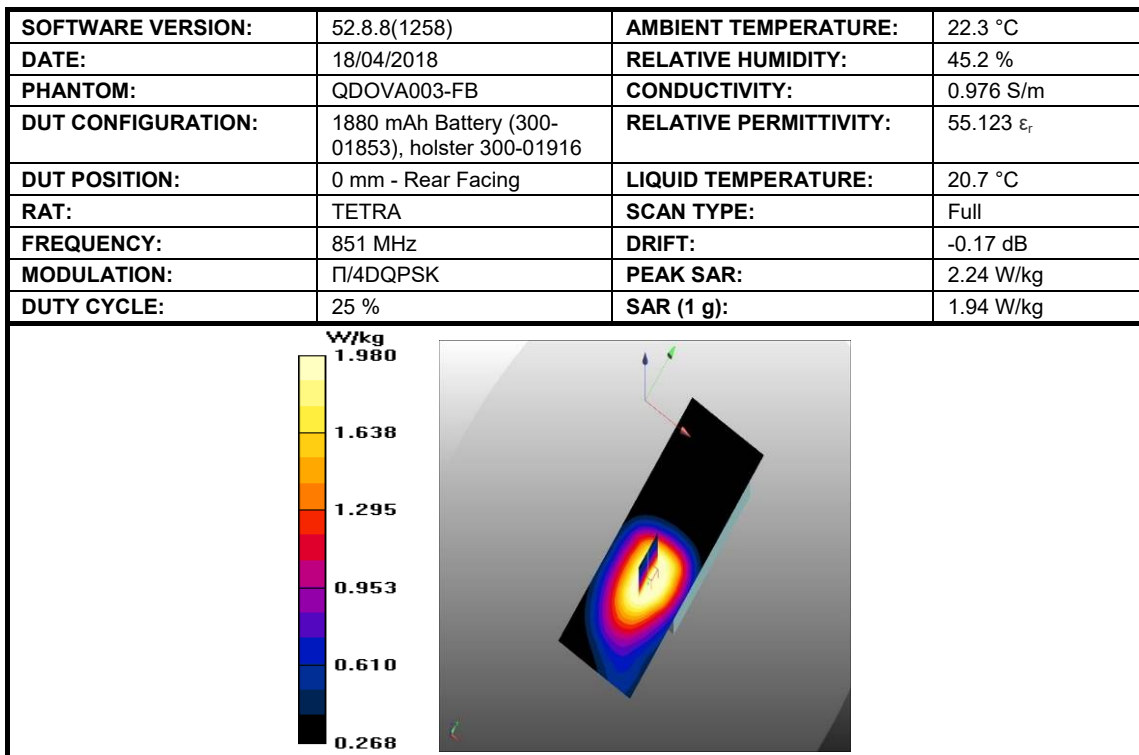 SOFTWARE VERSION: 52.8.8(1258) AMBIENT TEMPERATURE: 22.3 °C
DATE: 18/04/2018 RELATIVE HUMIDITY: 45.2 %
PHANTOM: QDOVA003-FB CONDUCTIVITY: 0.976 S/m
DUT CONFIGURATION: 1880 mAh Battery (300-
01853), holster 300-01916 RELATIVE PERMITTIVITY: 55.123 εr
DUT POSITION: 0 mm - Rear Facing LIQUID TEMPERATURE: 20.7 °C
RAT: TETRA SCAN TYPE: Full
FREQUENCY: 851 MHz DRIFT: -0.17 dB
MODULATION: Π/4DQPSK PEAK SAR: 2.24 W/kg
DUTY CYCLE: 25 % SAR (1 g): 1.94 W/kg
W/kg
1.980
1.638
1.295
0.953
0.610
0.268